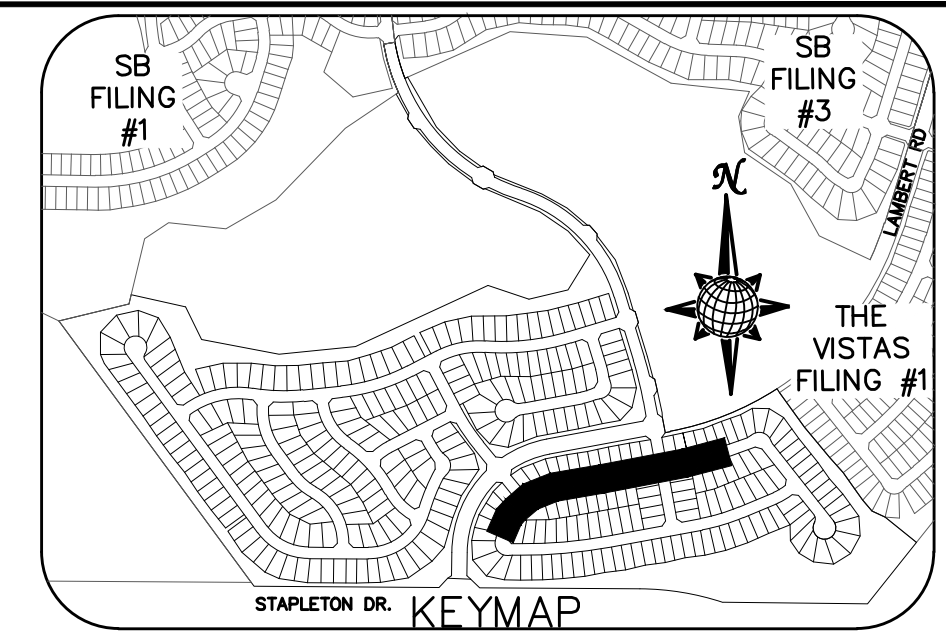 SB
FILING
#1
SB
FILING
#3
LAMBERT RD
N
THE
VISTAS
FILING #1
STAPLETON DR.
KEYMAP